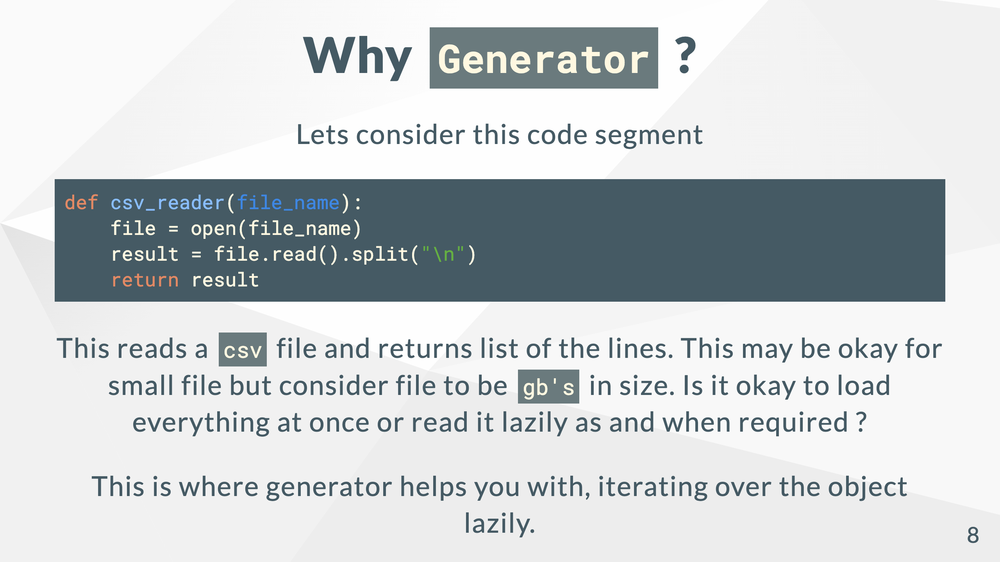 Why Generator ?
Lets consider this code segment
def csv_reader(file_name):
    file = open(file_name)
    result = file.read().split("\n")
    return result
This reads a csv file and returns list of the lines. This may be okay for
small file but consider file to be gb's in size. Is it okay to load
everything at once or read it lazily as and when required ?
This is where generator helps you with, iterating over the object
lazily.
8